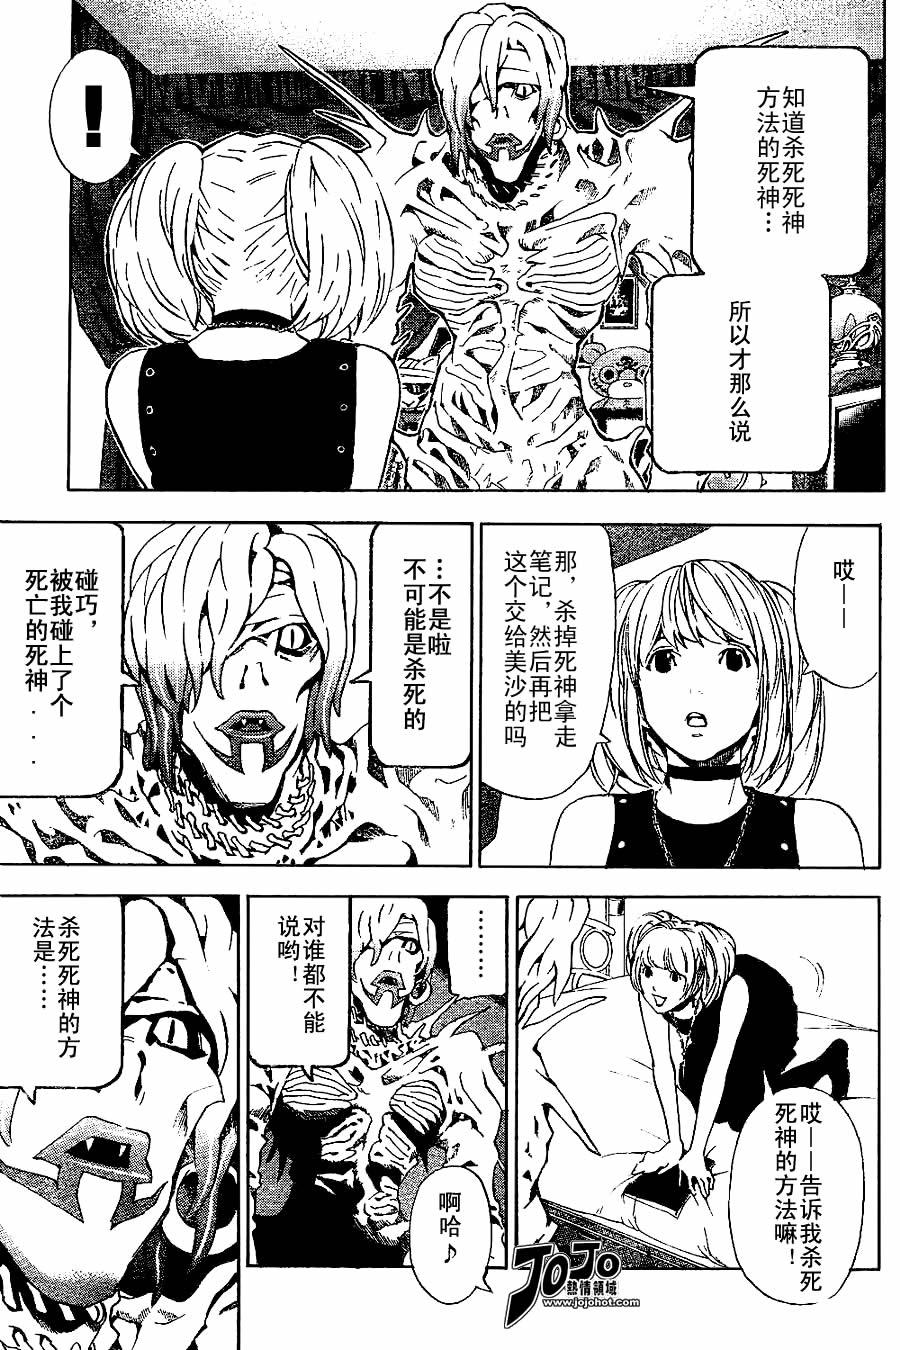 知道杀死死神
方法的死神…
所以才那么说
！
哎——
那，杀掉死神拿走
笔记，然后再把
这个交给美沙的吗
…不是啦
不可能是杀死的
碰巧，
被我碰上了个
死亡的死神...
哎——告诉我杀死
死神的方法嘛！
………
啊哈♪
对谁都不能
说哟！
杀死死神的方
法是……
JOJO
熱情領域
www.jojohot.com